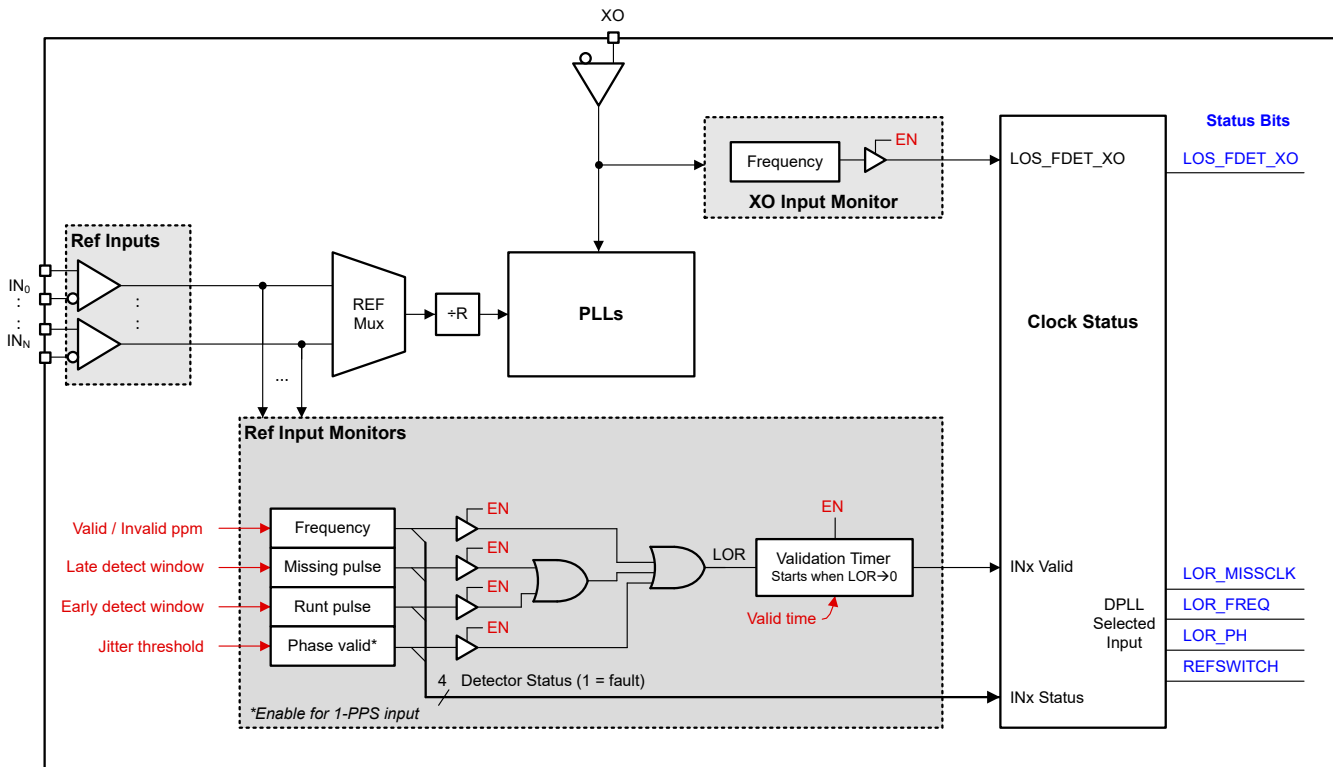 XO
Status Bits
EN
Frequency
LOS_FDET_XO
LOS_FDET_XO
XO Input Monitor
Ref Inputs
IN0
:
:
IN_N
:
:
REF
Mux
÷R
PLLs
Clock Status
...
Ref Input Monitors
Valid / Invalid ppm
Frequency
EN
EN
Late detect window
Missing pulse
EN
LOR
Validation Timer
Starts when LOR→0
INx Valid
Early detect window
Runt pulse
EN
Valid time
Jitter threshold
Phase valid*
EN
DPLL
Selected
Input
LOR_MISSCLK
LOR_FREQ
LOR_PH
REFSWITCH
4 Detector Status (1 = fault)
INx Status
*Enable for 1-PPS input